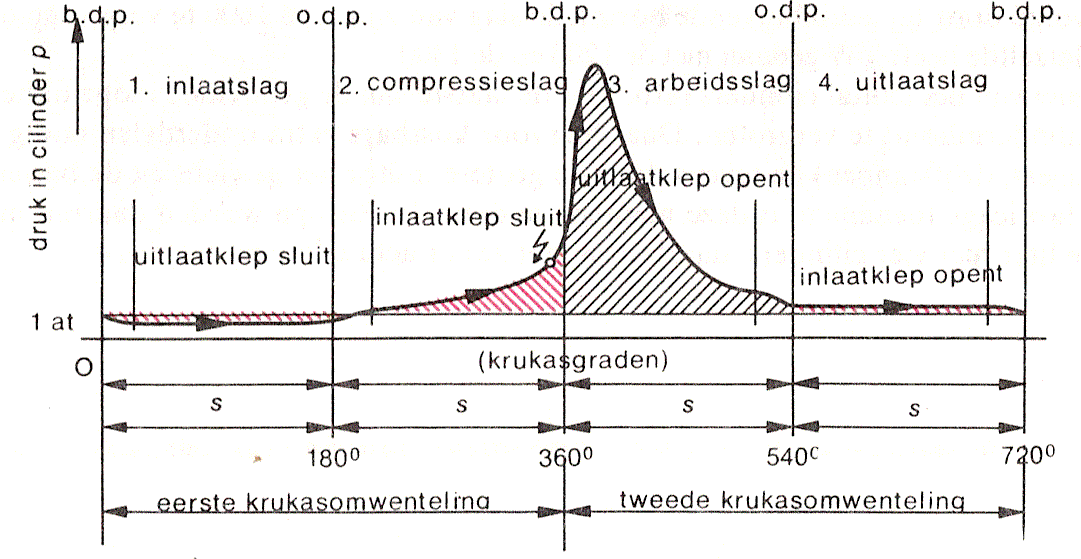 b.d.p. o.d.p. b.d.p. o.d.p. b.d.p.
druk in cilinder p
1. inlaatslag 2. compressieslag 3. arbeidsslag 4. uitlaatslag
uitlaatklep opent
inlaatklep sluit
uitlaatklep sluit
inlaatklep opent
1 at
O
(krukasgraden)
s s s s
180⁰ 360⁰ 540c 720⁰
eerste krukasomwenteling tweede krukasomwenteling